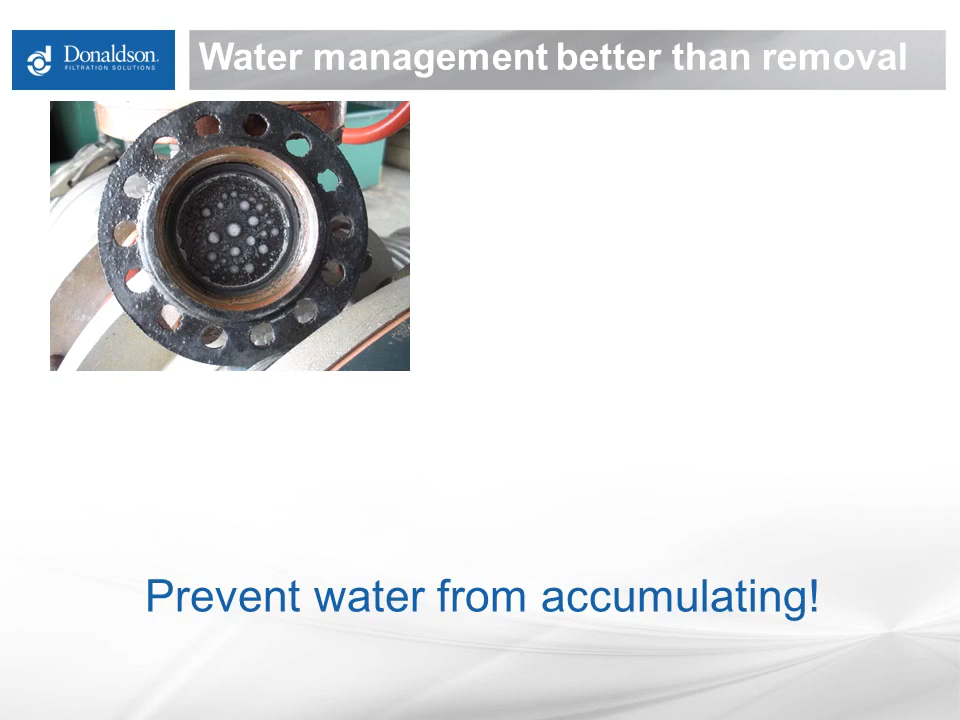 Donaldson.
FILTRATION SOLUTIONS
Water management better than removal
Prevent water from accumulating!